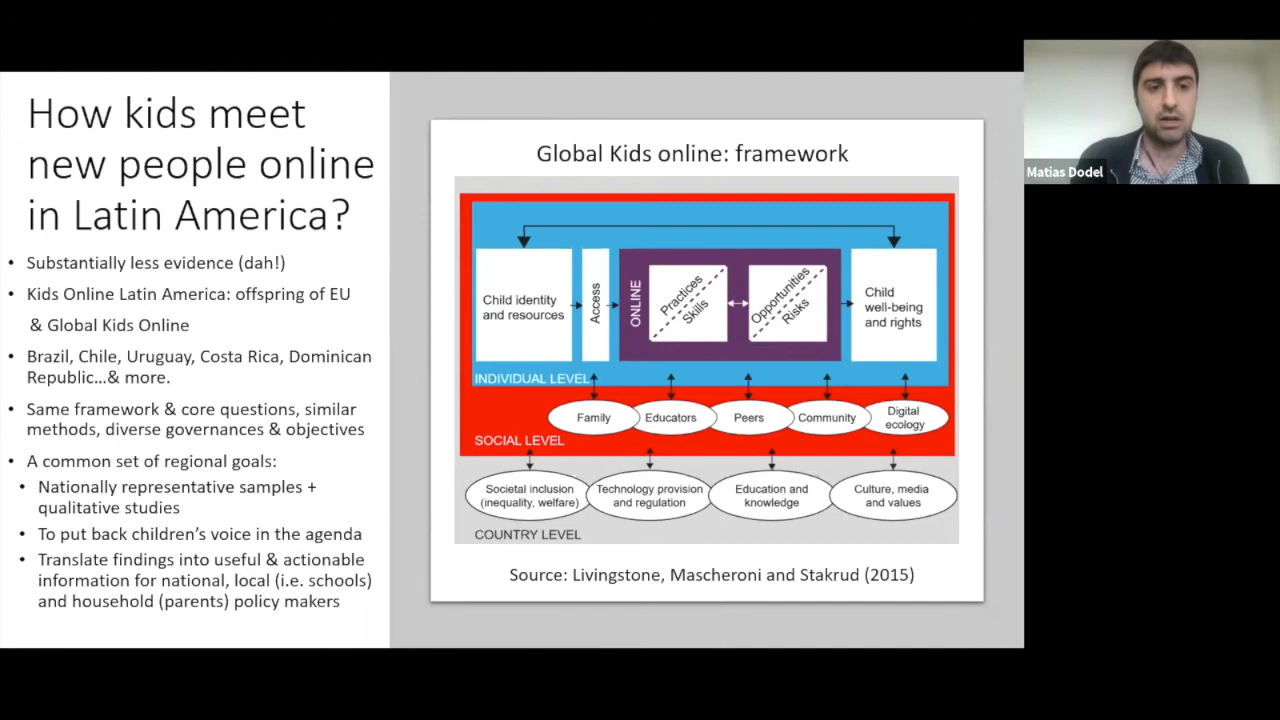 How kids meet
new people online
in Latin America?
• Substantially less evidence (dah!)
• Kids Online Latin America: offspring of EU
& Global Kids Online
• Brazil, Chile, Uruguay, Costa Rica, Dominican
Republic…& more.
• Same framework & core questions, similar
methods, diverse governances & objectives
• A common set of regional goals:
• Nationally representative samples +
qualitative studies
• To put back children’s voice in the agenda
• Translate findings into useful & actionable
information for national, local (i.e. schools)
and household (parents) policy makers
Global Kids online: framework
Child identity
and resources
Access
ONLINE
Practices
Skills
Opportunities
Risks
Child
well-being
and rights
INDIVIDUAL LEVEL
Family
Educators
Peers
Community
Digital
ecology
SOCIAL LEVEL
Societal inclusion
(inequality, welfare)
Technology provision
and regulation
Education and
knowledge
Culture, media
and values
COUNTRY LEVEL
Source: Livingstone, Mascheroni and Stakrud (2015)
Matias Dodel